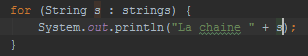 for (String s : strings) {
    System.out.println("La chaine " + s);
}